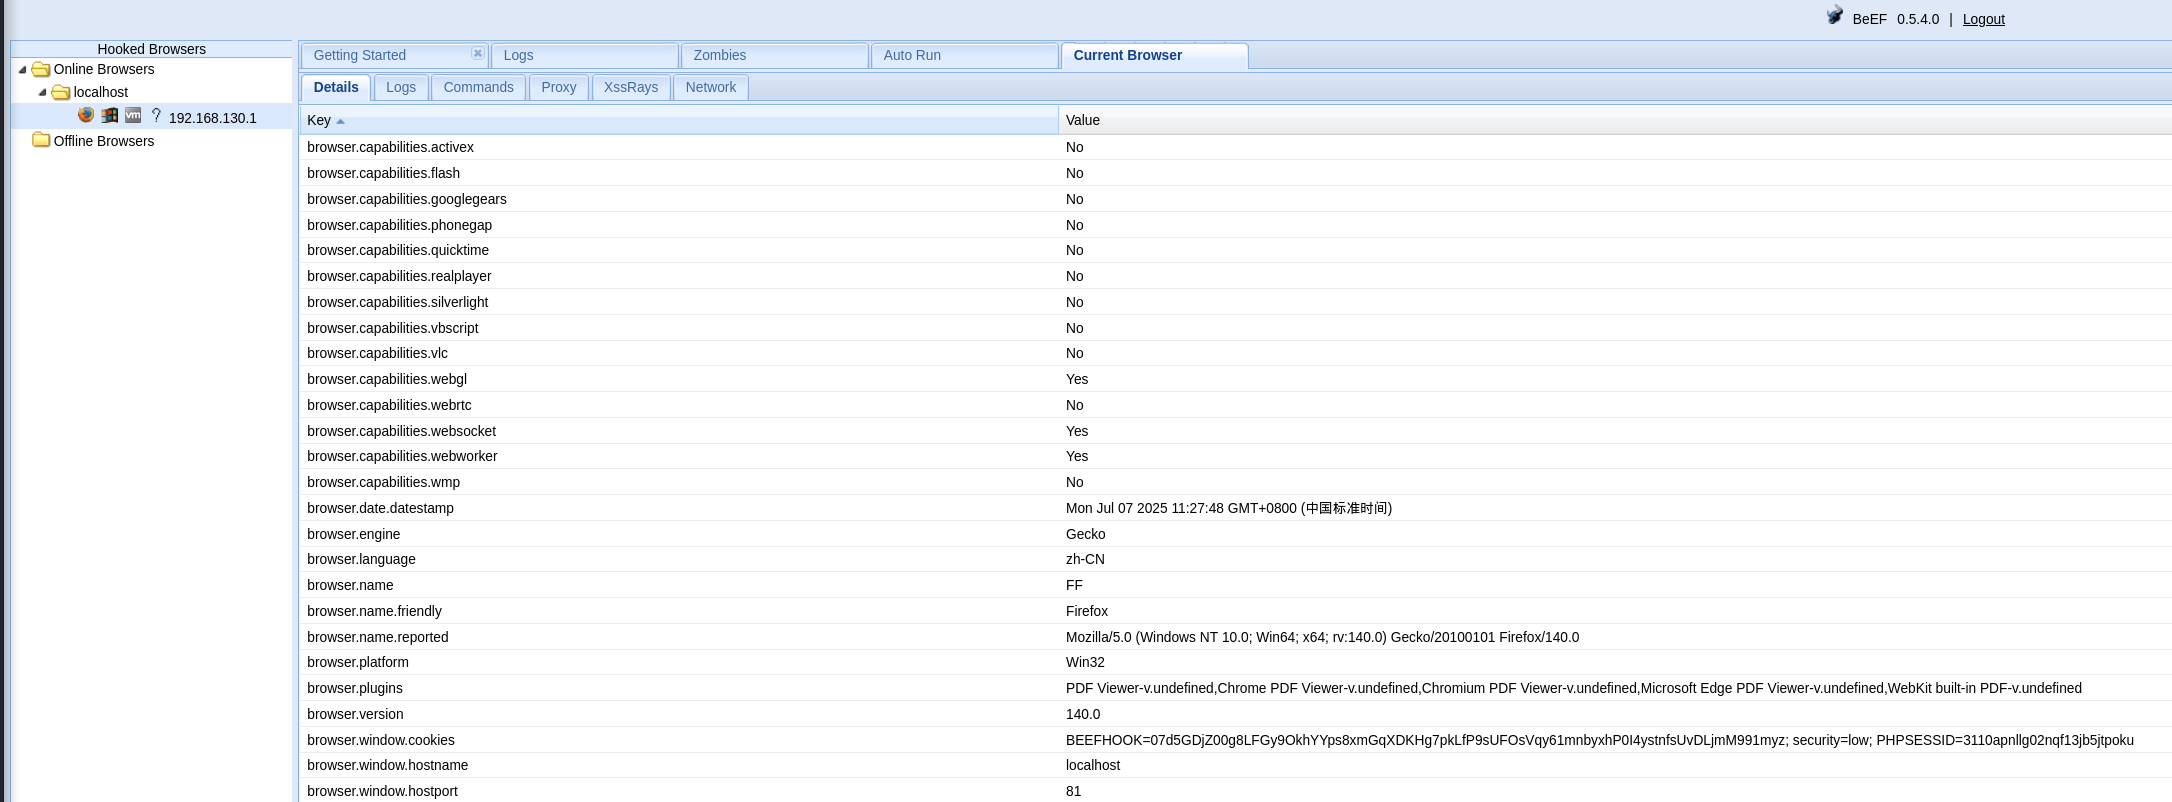 BeEF 0.5.4.0 | Logout
Hooked Browsers
Online Browsers
localhost
vm ? 192.168.130.1
Offline Browsers
Getting Started Logs Zombies Auto Run Current Browser
Details Logs Commands Proxy XssRays Network
Key Value
browser.capabilities.activex No
browser.capabilities.flash No
browser.capabilities.googlegears No
browser.capabilities.phonegap No
browser.capabilities.quicktime No
browser.capabilities.realplayer No
browser.capabilities.silverlight No
browser.capabilities.vbscript No
browser.capabilities.vlc No
browser.capabilities.webgl Yes
browser.capabilities.webrtc No
browser.capabilities.websocket Yes
browser.capabilities.webworker Yes
browser.capabilities.wmp No
browser.date.datestamp Mon Jul 07 2025 11:27:48 GMT+0800 (中国标准时间)
browser.engine Gecko
browser.language zh-CN
browser.name FF
browser.name.friendly Firefox
browser.name.reported Mozilla/5.0 (Windows NT 10.0; Win64; x64; rv:140.0) Gecko/20100101 Firefox/140.0
browser.platform Win32
browser.plugins PDF Viewer-v.undefined,Chrome PDF Viewer-v.undefined,Chromium PDF Viewer-v.undefined,Microsoft Edge PDF Viewer-v.undefined,WebKit built-in PDF-v.undefined
browser.version 140.0
browser.window.cookies BEEFHOOK=07d5GDjZ00g8LFGy9OkhYYps8xmGqXDKHg7pkLfP9sUFOsVqy61mnbyxhP0I4ystnfsUvDLjmM991myz; security=low; PHPSESSID=3110apnllg02nqf13jb5jtpoku
browser.window.hostname localhost
browser.window.hostport 81